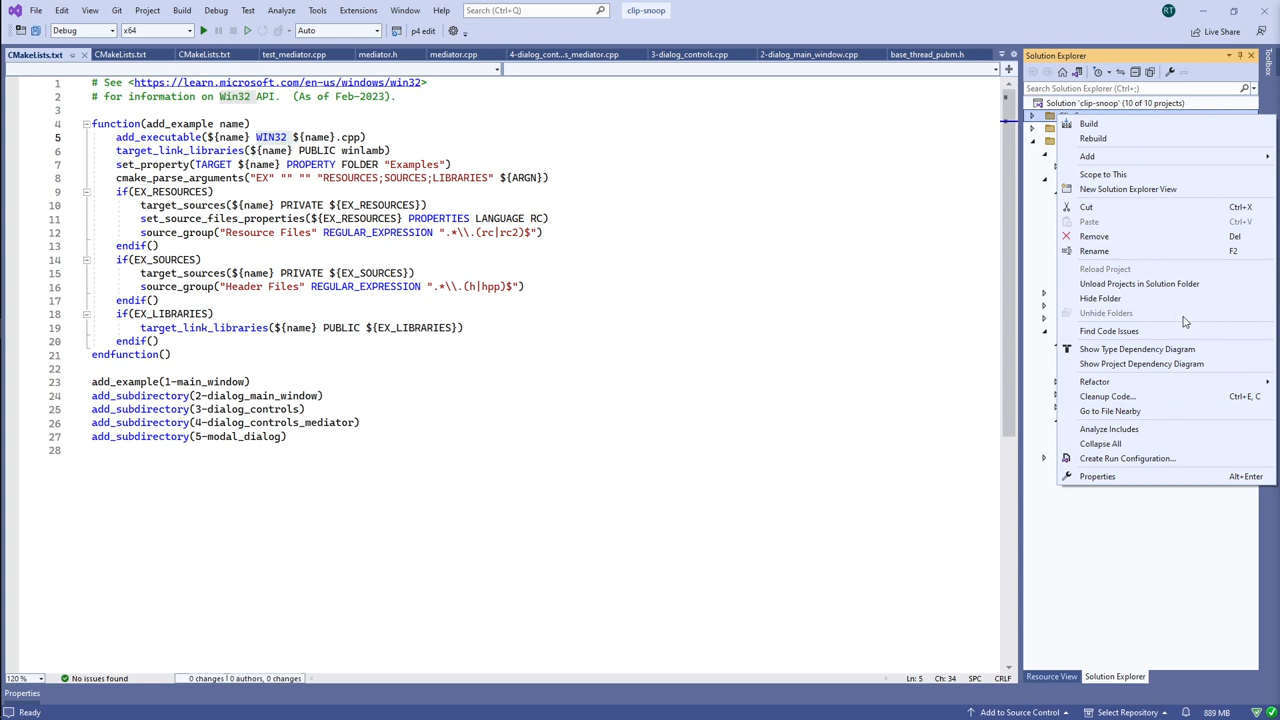 File Edit View Git Project Build Debug Test Analyze Tools Extensions Window Help Search (Ctrl+Q) clip-snoop RT
Debug x64 Auto p4 edit Live Share
CMakeLists.txt CMakeLists.txt CMakeLists.txt test_mediator.cpp mediator.h mediator.cpp 4-dialog_cont...s_mediator.cpp 3-dialog_controls.cpp 2-dialog_main_window.cpp base_thread_pubm.h
1 # See <https://learn.microsoft.com/en-us/windows/win32>
2 # for information on Win32 API. (As of Feb-2023).
3
4 function(add_example name)
5 add_executable(${name} WIN32 ${name}.cpp)
6 target_link_libraries(${name} PUBLIC winlamb)
7 set_property(TARGET ${name} PROPERTY FOLDER "Examples")
8 cmake_parse_arguments("EX" "" "" "RESOURCES;SOURCES;LIBRARIES" ${ARGN})
9 if(EX_RESOURCES)
10 target_sources(${name} PRIVATE ${EX_RESOURCES})
11 set_source_files_properties(${EX_RESOURCES} PROPERTIES LANGUAGE RC)
12 source_group("Resource Files" REGULAR_EXPRESSION ".*\\.(rc|rc2)$")
13 endif()
14 if(EX_SOURCES)
15 target_sources(${name} PRIVATE ${EX_SOURCES})
16 source_group("Header Files" REGULAR_EXPRESSION ".*\\.(h|hpp)$")
17 endif()
18 if(EX_LIBRARIES)
19 target_link_libraries(${name} PUBLIC ${EX_LIBRARIES})
20 endif()
21 endfunction()
22
23 add_example(1-main_window)
24 add_subdirectory(2-dialog_main_window)
25 add_subdirectory(3-dialog_controls)
26 add_subdirectory(4-dialog_controls_mediator)
27 add_subdirectory(5-modal_dialog)
28
Solution Explorer
Search Solution Explorer (Ctrl+;)
Solution 'clip-snoop' (10 of 10 projects)
Build
Rebuild
Add
Scope to This
New Solution Explorer View
Cut Ctrl+X
Paste Ctrl+V
Remove Del
Rename F2
Reload Project
Unload Projects in Solution Folder
Hide Folder
Unhide Folders
Find Code Issues
Show Type Dependency Diagram
Show Project Dependency Diagram
Refactor
Cleanup Code... Ctrl+E, C
Go to File Nearby
Analyze Includes
Collapse All
Create Run Configuration...
Properties Alt+Enter
Toolbox
Resource View Solution Explorer
120 % No issues found 0 changes | 0 authors, 0 changes Ln: 5 Ch: 34 SPC CRLF
Properties
Ready Add to Source Control Select Repository 889 MB